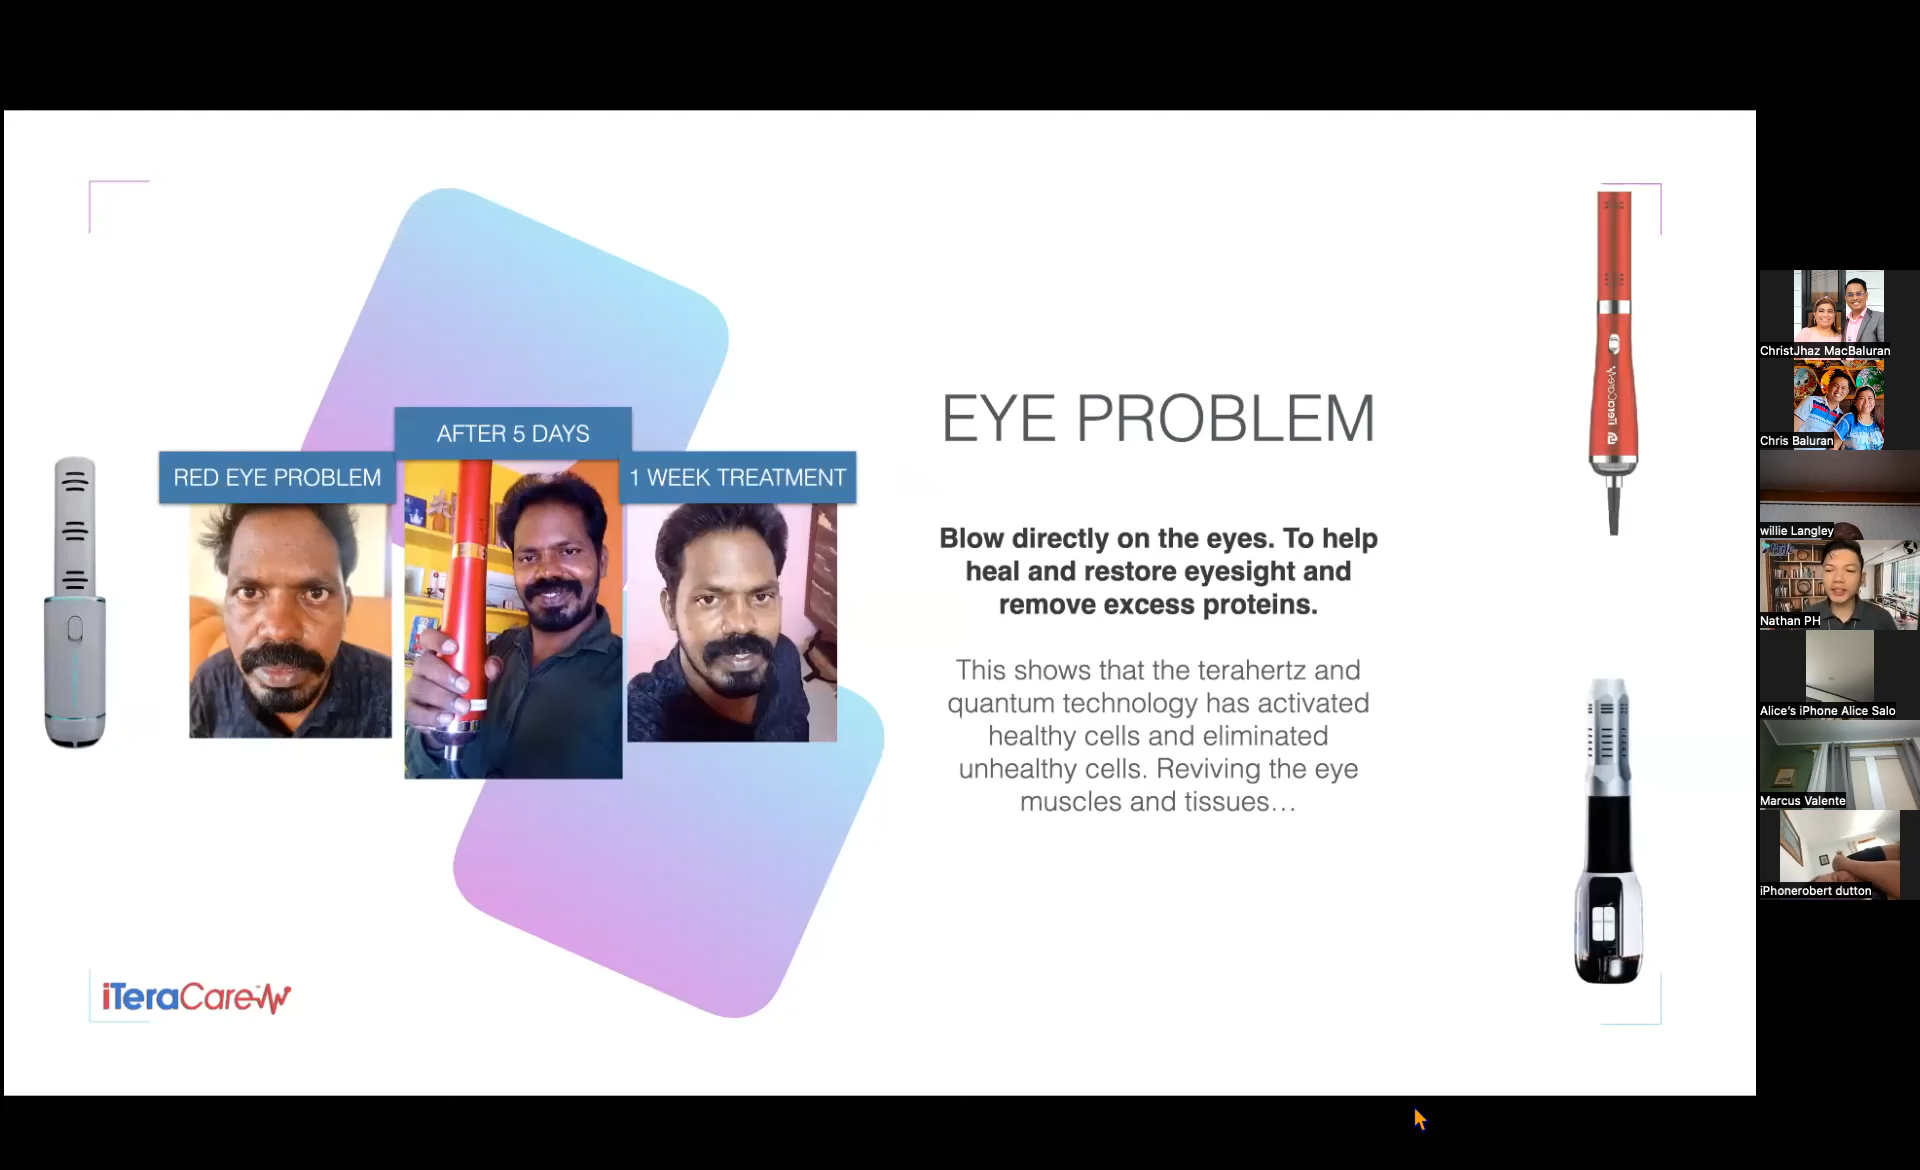 AFTER 5 DAYS
RED EYE PROBLEM
1 WEEK TREATMENT
EYE PROBLEM
Blow directly on the eyes. To help
heal and restore eyesight and
remove excess proteins.
This shows that the terahertz and
quantum technology has activated
healthy cells and eliminated
unhealthy cells. Reviving the eye
muscles and tissues…
iTeraCare
iTeraCare
ChristJhaz MacBaluran
Chris Baluran
willie Langley
Nathan PH
Alice's iPhone Alice Salo
Marcus Valente
iPhonerobert dutton